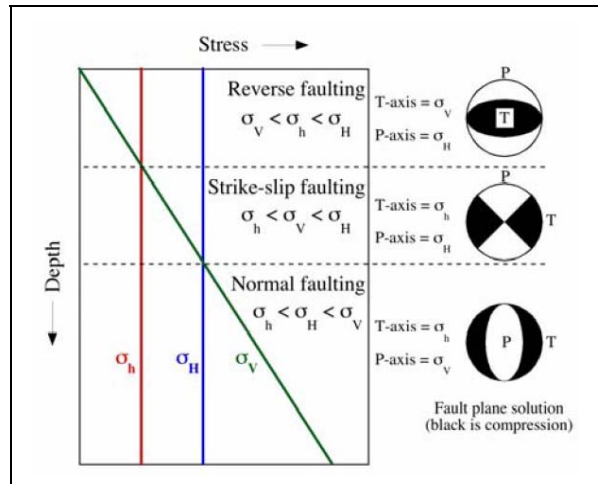 Stress
Depth
Reverse faulting
σV < σh < σH
T-axis = σV
P-axis = σH
P
T
Strike-slip faulting
σh < σV < σH
T-axis = σh
P-axis = σH
P
T
Normal faulting
σh < σH < σV
T-axis = σh
P-axis = σV
P
T
σh
σH
σV
Fault plane solution
(black is compression)